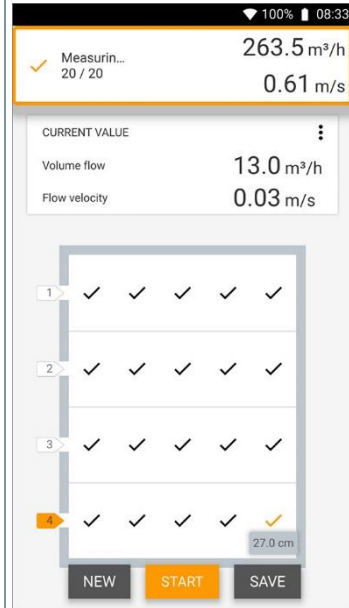 100% 08:33
Measurin...
20 / 20
263.5 m³/h
0.61 m/s
CURRENT VALUE
Volume flow 13.0 m³/h
Flow velocity 0.03 m/s
1
2
3
4
27.0 cm
NEW START SAVE